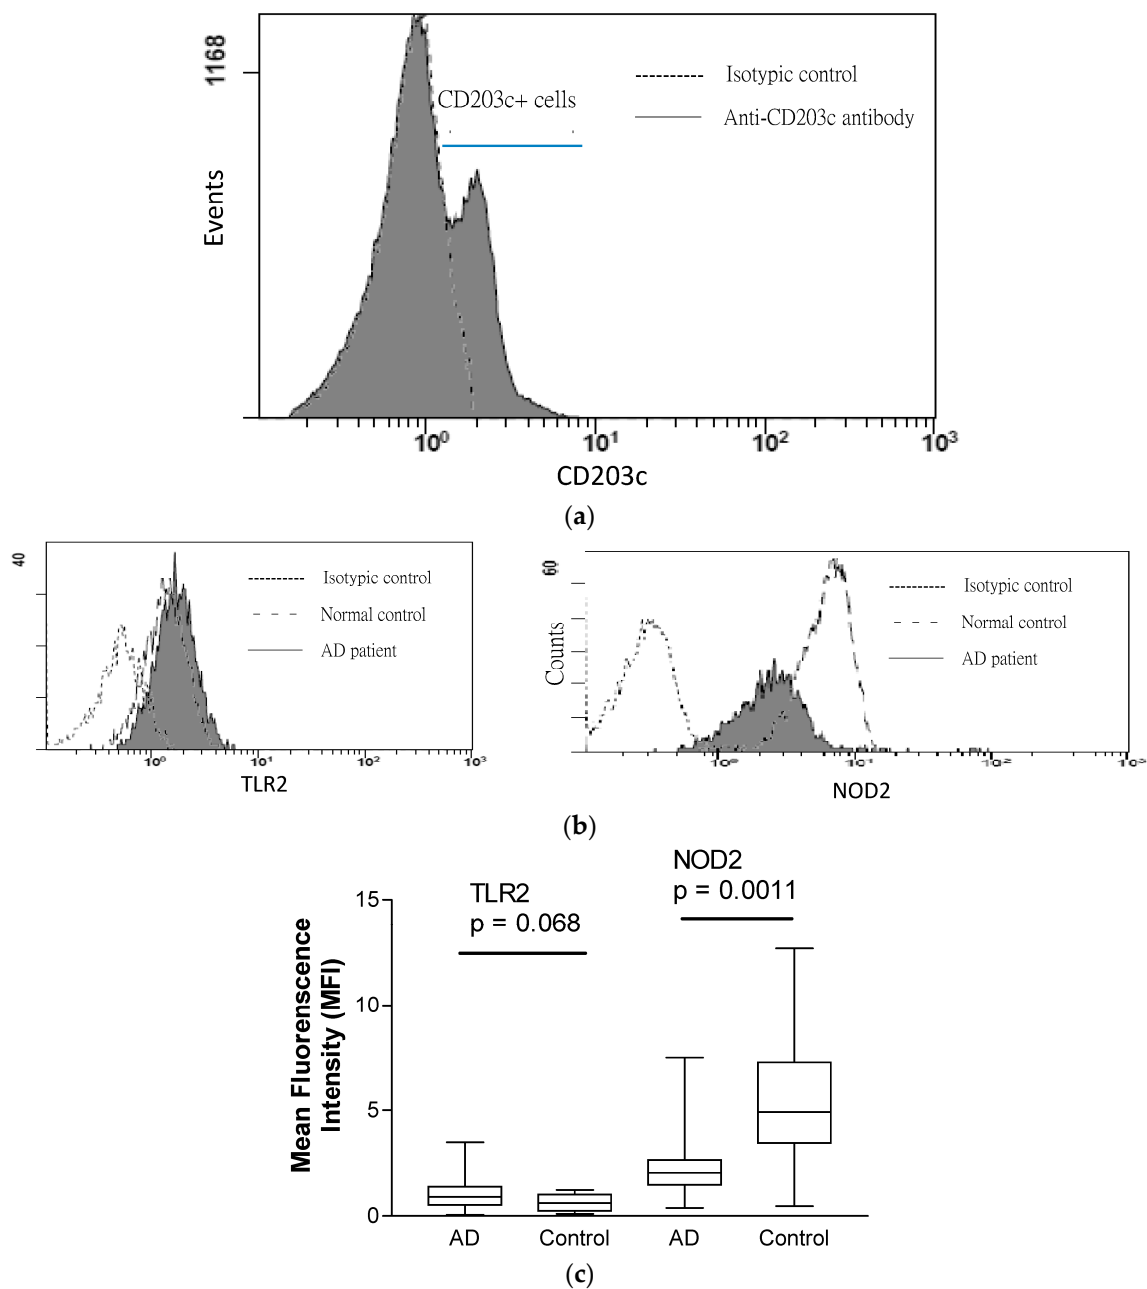 1168
Events
Isotypic control
CD203c+ cells
Anti-CD203c antibody
10⁰ 10¹ 10² 10³
CD203c
(a)
40
Isotypic control
Normal control
AD patient
10⁰ 10¹ 10² 10³
TLR2
60
Counts
Isotypic control
Normal control
AD patient
NOD2
(b)
Mean Fluorenscence
Intensity (MFI)
15
10
5
0
TLR2
p = 0.068
NOD2
p = 0.0011
AD Control AD Control
(c)